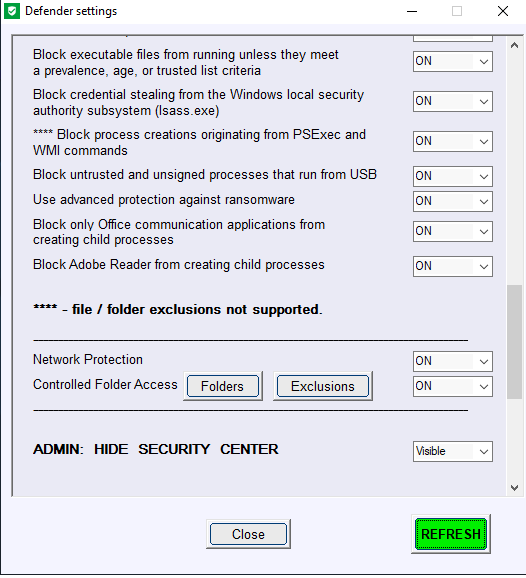 Defender settings
Block executable files from running unless they meet
a prevalence, age, or trusted list criteria
ON
Block credential stealing from the Windows local security
authority subsystem (lsass.exe)
ON
**** Block process creations originating from PSExec and
WMI commands
ON
Block untrusted and unsigned processes that run from USB
ON
Use advanced protection against ransomware
ON
Block only Office communication applications from
creating child processes
ON
Block Adobe Reader from creating child processes
ON
**** - file / folder exclusions not supported.
Network Protection
ON
Controlled Folder Access
Folders
Exclusions
ON
ADMIN: HIDE SECURITY CENTER
Visible
Close
REFRESH